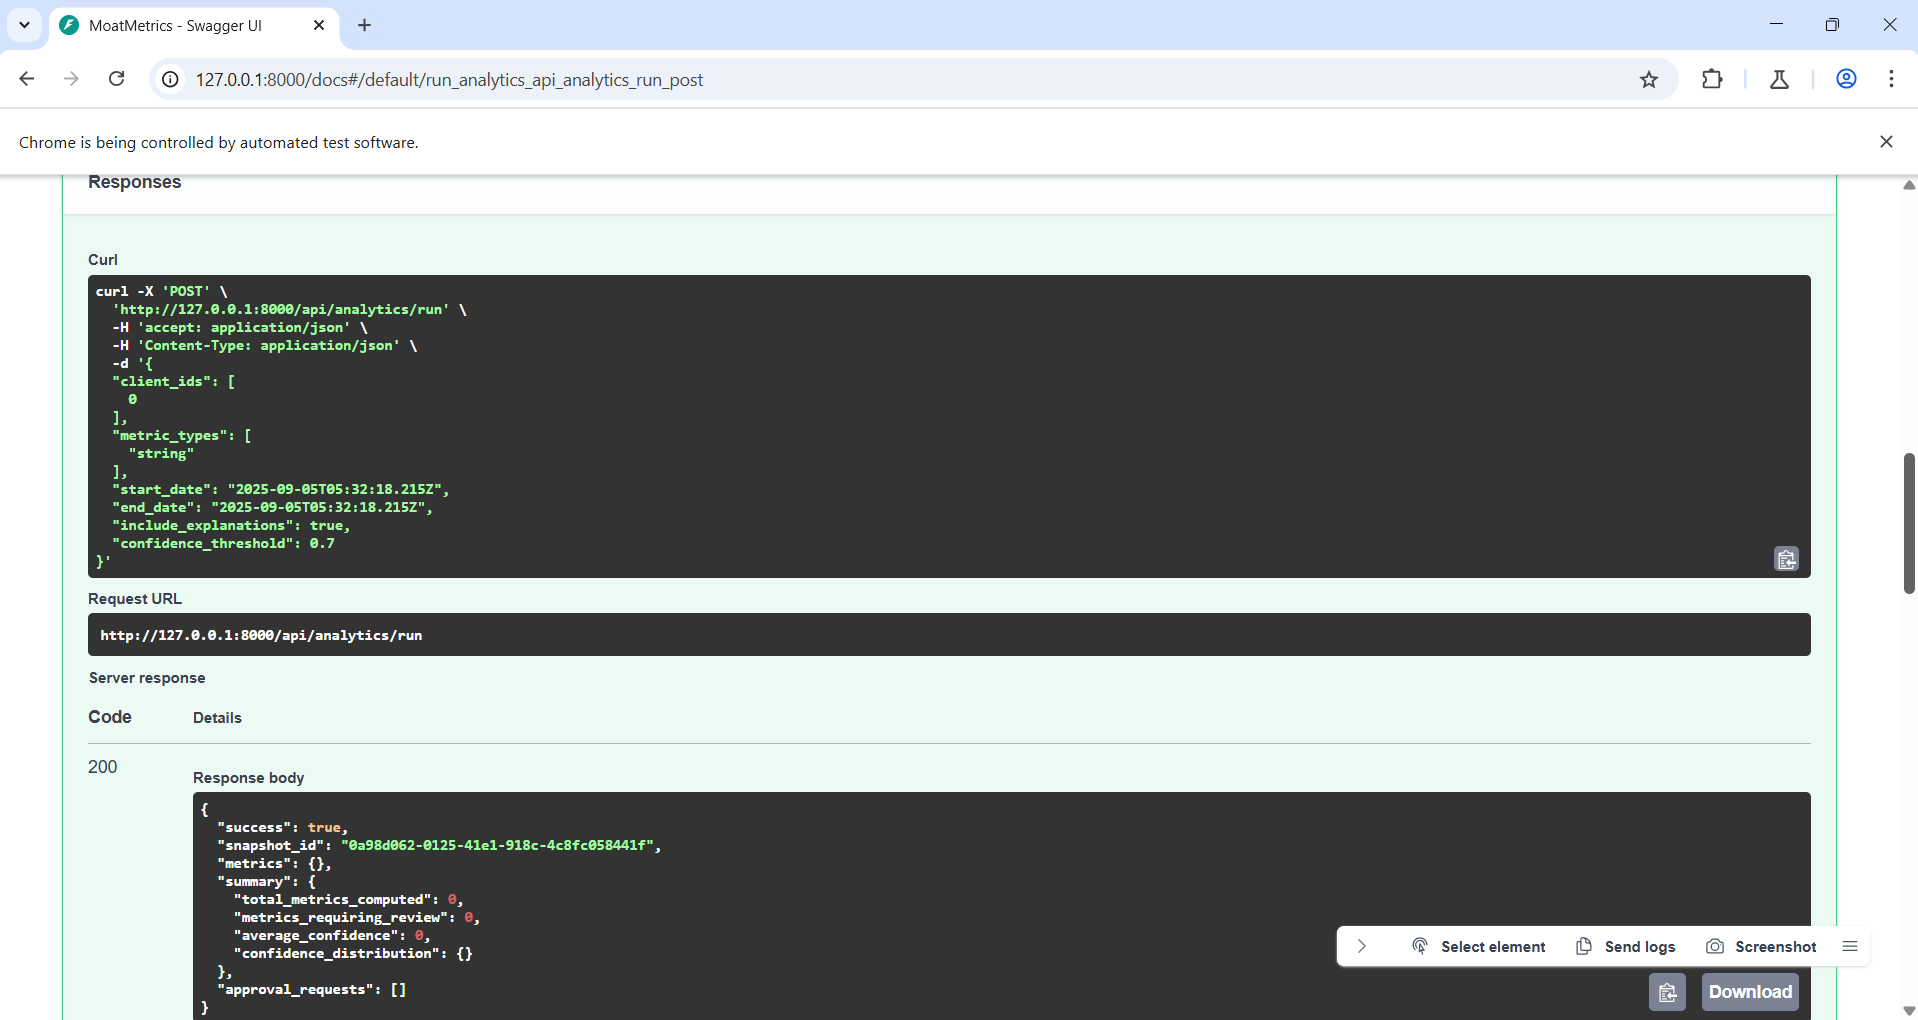 MoatMetrics - Swagger UI
127.0.0.1:8000/docs#/default/run_analytics_api_analytics_run_post
Chrome is being controlled by automated test software.
Responses
Curl
curl -X 'POST' \
  'http://127.0.0.1:8000/api/analytics/run' \
  -H 'accept: application/json' \
  -H 'Content-Type: application/json' \
  -d '{
  "client_ids": [
    0
  ],
  "metric_types": [
    "string"
  ],
  "start_date": "2025-09-05T05:32:18.215Z",
  "end_date": "2025-09-05T05:32:18.215Z",
  "include_explanations": true,
  "confidence_threshold": 0.7
}'
Request URL
http://127.0.0.1:8000/api/analytics/run
Server response
Code Details
200
Response body
{
  "success": true,
  "snapshot_id": "0a98d062-0125-41e1-918c-4c8fc058441f",
  "metrics": {},
  "summary": {
    "total_metrics_computed": 0,
    "metrics_requiring_review": 0,
    "average_confidence": 0,
    "confidence_distribution": {}
  },
  "approval_requests": []
}
Select element Send logs Screenshot
Download